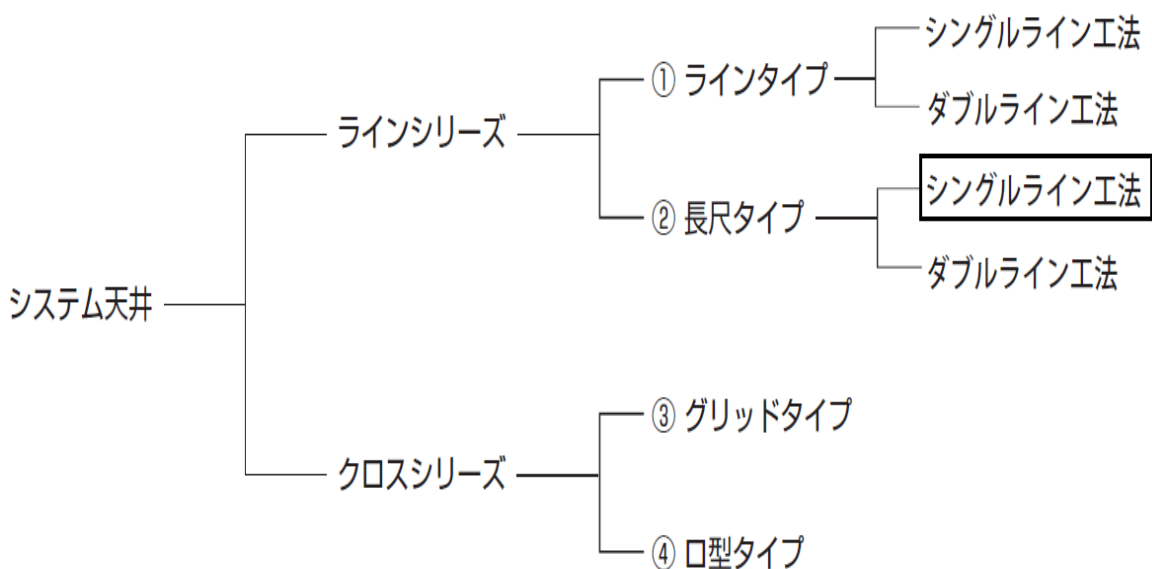 システム天井
ラインシリーズ
① ラインタイプ
シングルライン工法
ダブルライン工法
② 長尺タイプ
シングルライン工法
ダブルライン工法
クロスシリーズ
③ グリッドタイプ
④ ロ型タイプ